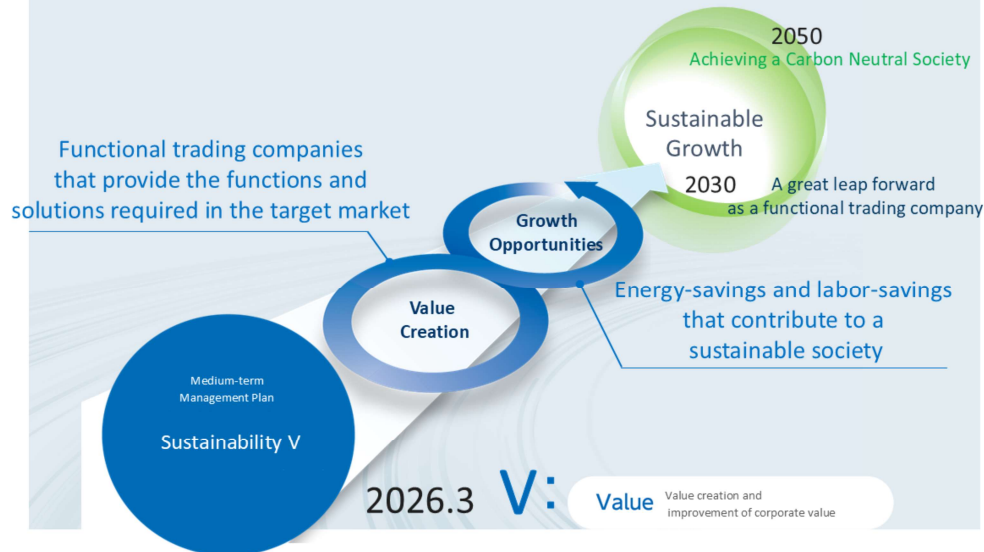 2050
Achieving a Carbon Neutral Society
Sustainable
Growth
2030
A great leap forward
as a functional trading company
Functional trading companies
that provide the functions and
solutions required in the target market
Growth
Opportunities
Energy-savings and labor-savings
that contribute to a
sustainable society
Value
Creation
Medium-term
Management Plan
Sustainability V
2026.3
V:
Value
Value creation and
improvement of corporate value